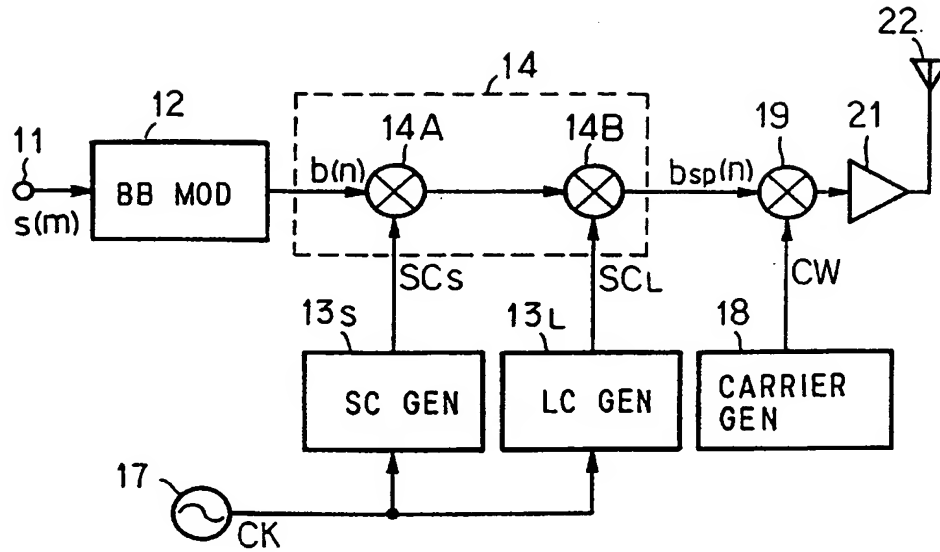 22
14
12
14A
14B
19
21
11
b(n)
bsp(n)
BB MOD
s(m)
SCS
SCL
CW
13S
13L
18
SC GEN
LC GEN
CARRIER
GEN
17
CK